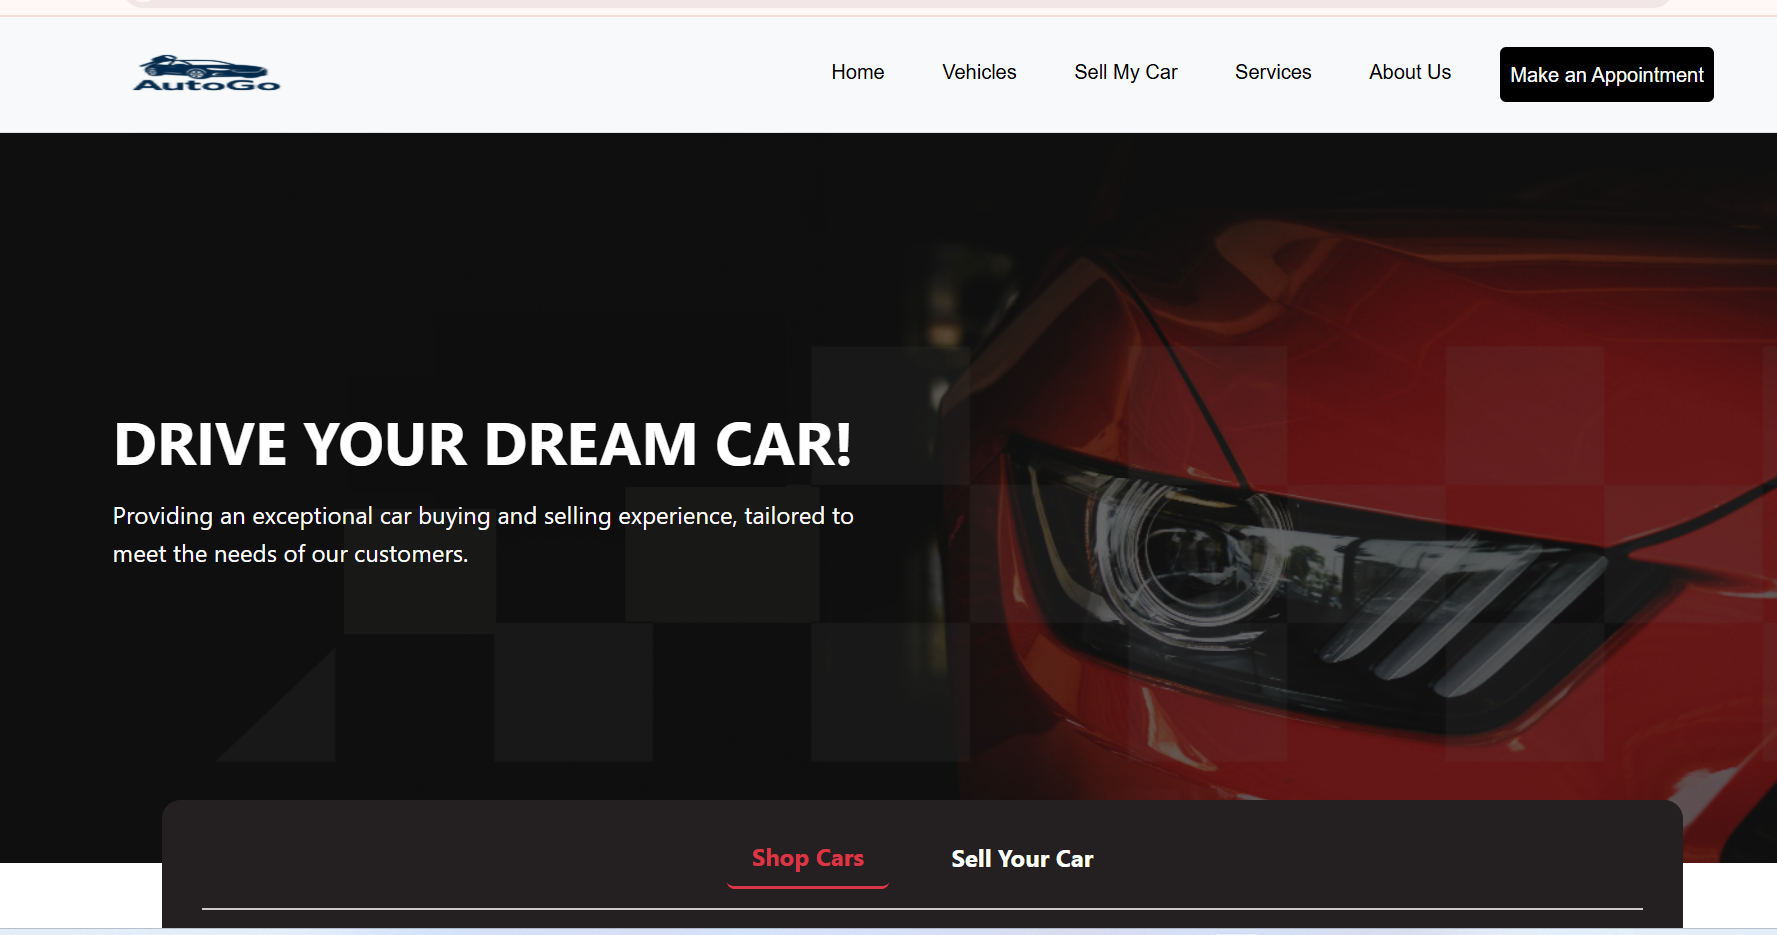 AutoGo
Home
Vehicles
Sell My Car
Services
About Us
Make an Appointment
DRIVE YOUR DREAM CAR!
Providing an exceptional car buying and selling experience, tailored to
meet the needs of our customers.
Shop Cars
Sell Your Car